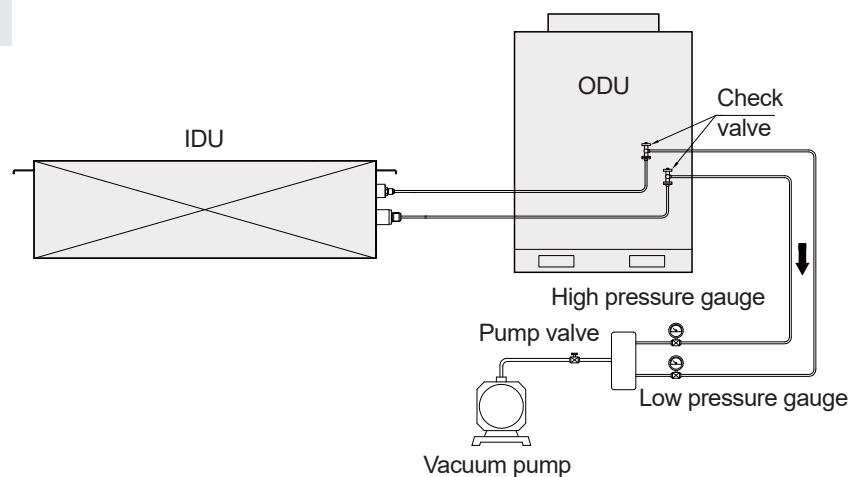 ODU
Check
valve
IDU
High pressure gauge
Pump valve
Low pressure gauge
Vacuum pump